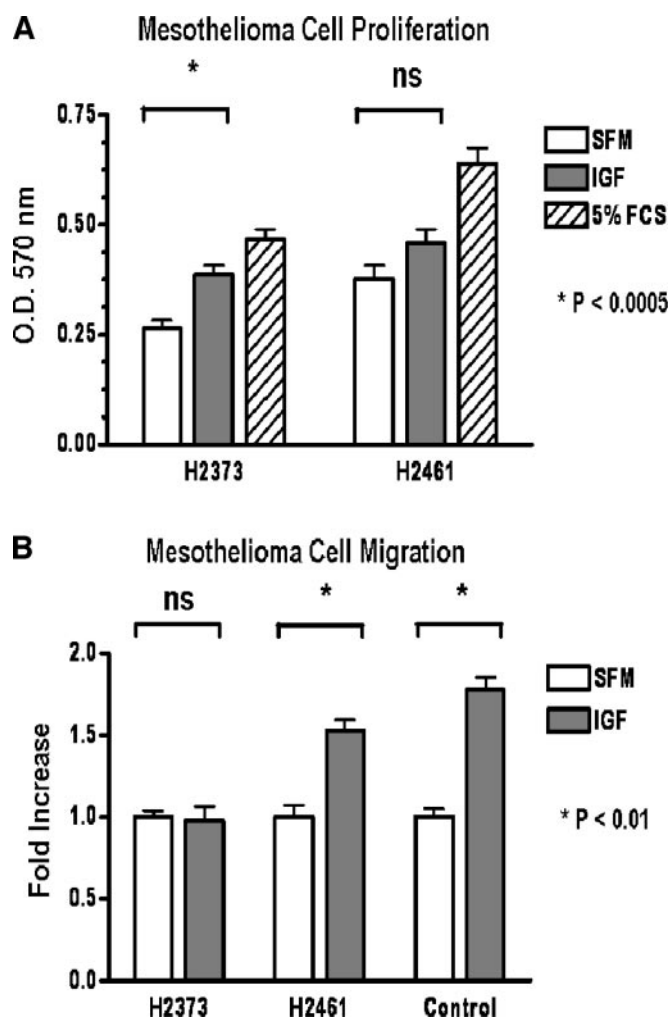 A
Mesothelioma Cell Proliferation
* ns
0.75
0.50
0.25
0.00
O.D. 570 nm
H2373 H2461
SFM
IGF
5% FCS
* P < 0.0005
B
Mesothelioma Cell Migration
ns * *
2.0
1.5
1.0
0.5
0.0
Fold Increase
H2373 H2461 Control
SFM
IGF
* P < 0.01